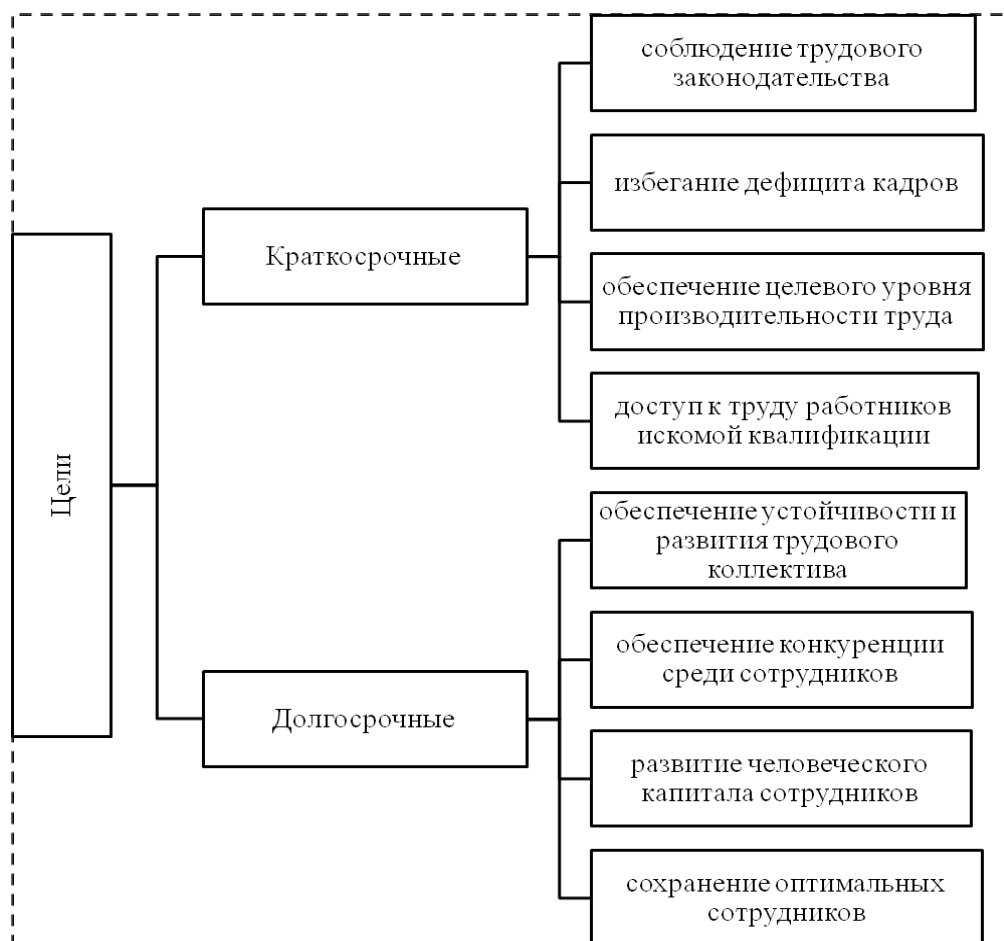 Цели
Краткосрочные
соблюдение трудового
законодательства
избегание дефицита кадров
обеспечение целевого уровня
производительности труда
доступ к труду работников
искомой квалификации
Долгосрочные
обеспечение устойчивости и
развития трудового
коллектива
обеспечение конкуренции
среди сотрудников
развитие человеческого
капитала сотрудников
сохранение оптимальных
сотрудников